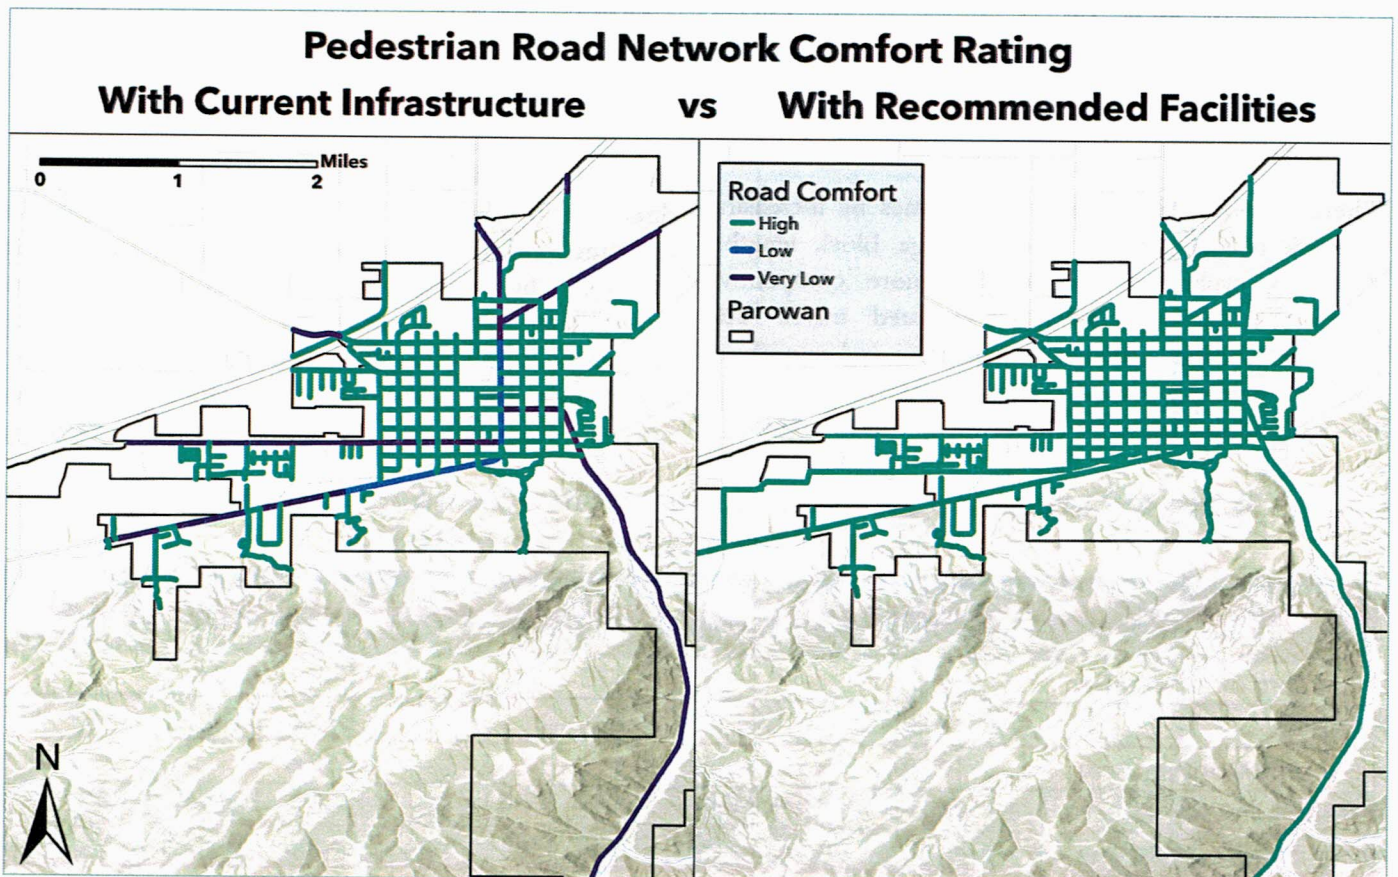 Pedestrian Road Network Comfort Rating
With Current Infrastructure vs With Recommended Facilities
Miles
0 1 2
Road Comfort
High
Low
Very Low
Parowan
N